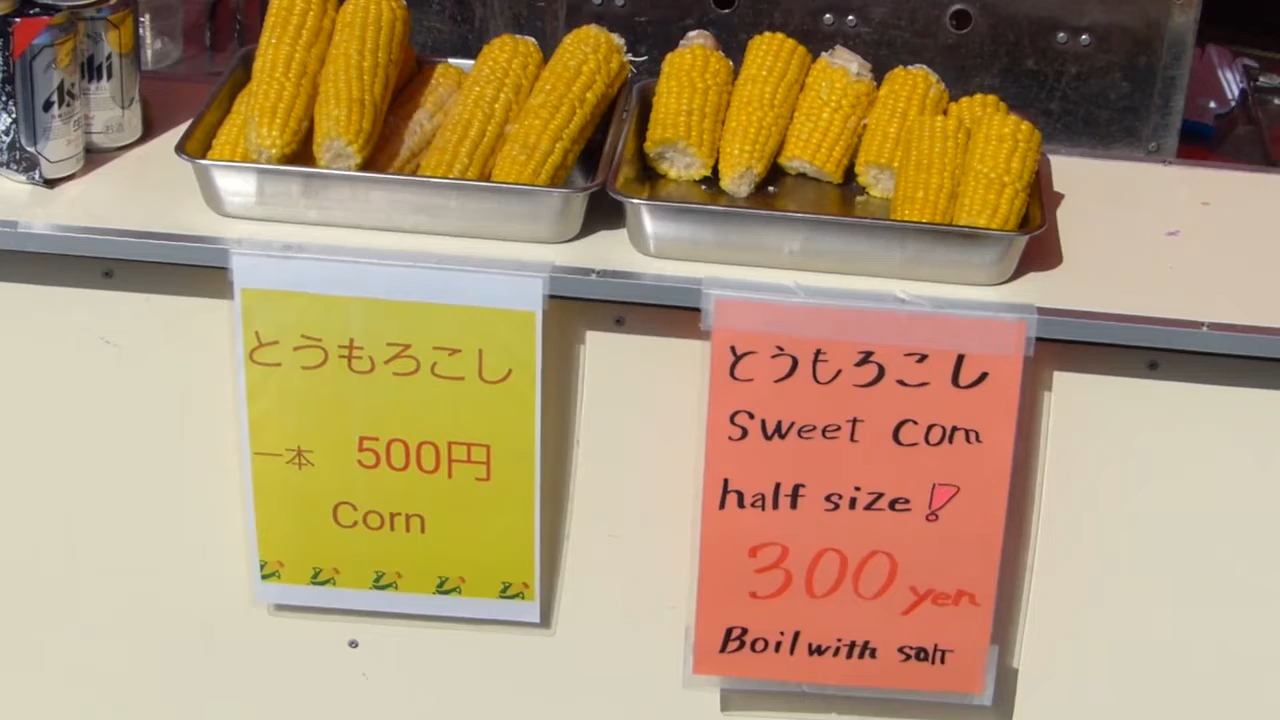 Asahi
とうもろこし
一本 500円
Corn
とうもろこし
Sweet Corn
half size!
300 yen
Boil with salt